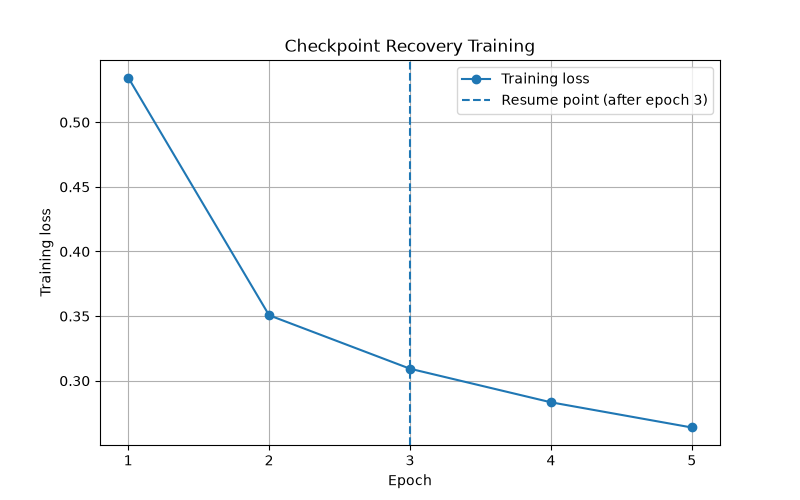 Checkpoint Recovery Training
Training loss
Resume point (after epoch 3)
0.50
0.45
0.40
0.35
0.30
Training loss
1 2 3 4 5
Epoch